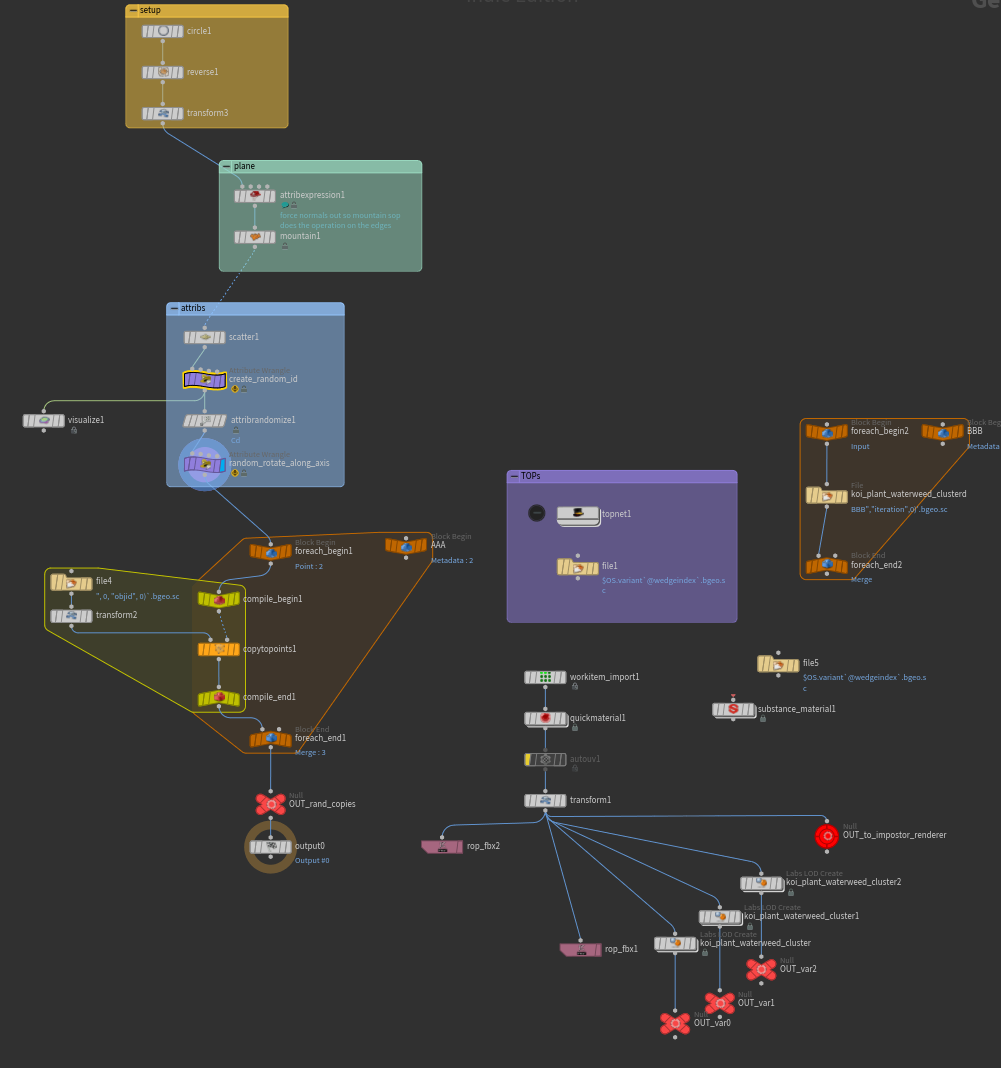 setup
circle1
reverse1
transform3
plane
attribexpression1
force normals out so mountain sop
does the operation on the edges
mountain1
attribs
scatter1
Attribute Wrangle
create_random_id
visualize1
attribrandomize1
Cd
Attribute Wrangle
random_rotate_along_axis
Block Begin
foreach_begin2
Input
Block Beg
BBB
Metadata
File
koi_plant_waterweed_clusterd
BBB","iteration",0)`.bgeo.sc
Block End
foreach_end2
Merge
TOPs
topnet1
file1
$OS.variant`@wedgeindex`.bgeo.s
c
Block Begin
foreach_begin1
Point : 2
Block Begin
AAA
Metadata : 2
file4
", 0, "objid", 0)`.bgeo.sc
transform2
compile_begin1
copytopoints1
compile_end1
Block End
foreach_end1
Merge : 3
Null
OUT_rand_copies
output0
Output #0
workitem_import1
quickmaterial1
autouv1
transform1
file5
$OS.variant`@wedgeindex`.bgeo.s
c
substance_material1
rop_fbx2
Null
OUT_to_impostor_renderer
Labs LOD Create
koi_plant_waterweed_cluster2
Labs LOD Create
koi_plant_waterweed_cluster1
Labs LOD Create
koi_plant_waterweed_cluster
rop_fbx1
Null
OUT_var2
Null
OUT_var1
Null
OUT_var0